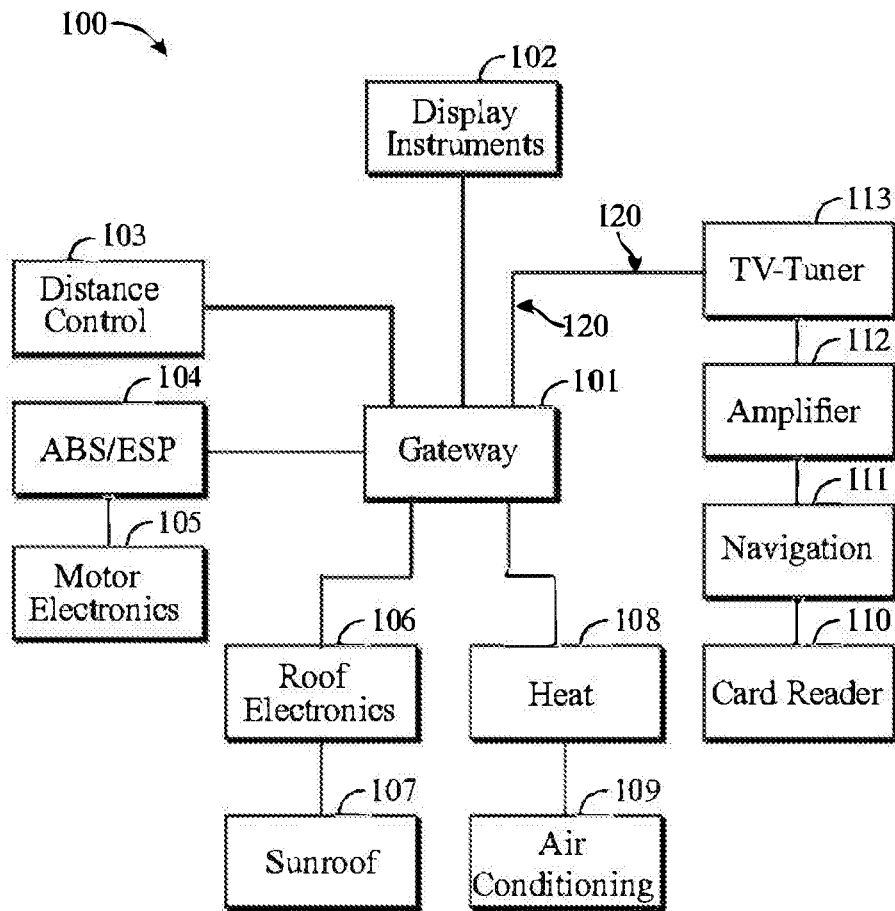 100
102
Display
Instruments
113
TV-Tuner
120
120
103
Distance
Control
104
ABS/ESP
101
Gateway
112
Amplifier
105
Motor
Electronics
111
Navigation
106
Roof
Electronics
108
Heat
110
Card Reader
107
Sunroof
109
Air
Conditioning